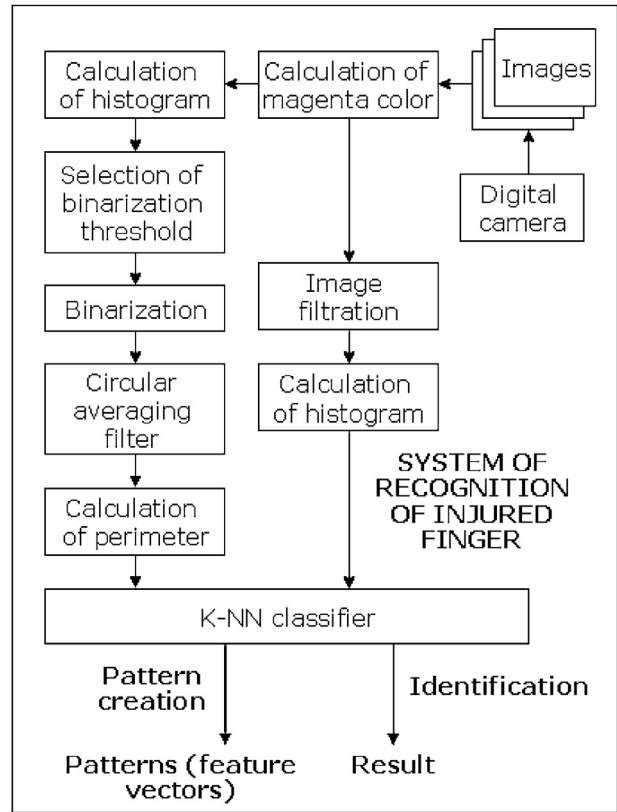 Calculation
of histogram
Calculation of
magenta color
Images
Selection of
binarization
threshold
Digital
camera
Binarization
Image
filtration
Circular
averaging
filter
Calculation
of histogram
Calculation
of perimeter
SYSTEM OF
RECOGNITION
OF INJURED
FINGER
K-NN classifier
Pattern
creation
Identification
Patterns (feature
vectors)
Result